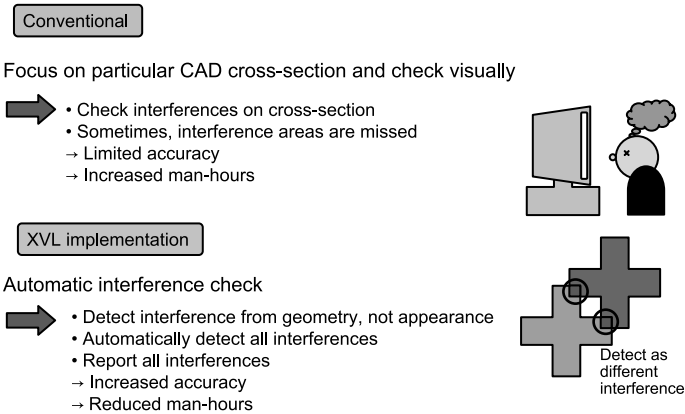 Conventional
Focus on particular CAD cross-section and check visually
• Check interferences on cross-section
• Sometimes, interference areas are missed
→ Limited accuracy
→ Increased man-hours
XVL implementation
Automatic interference check
• Detect interference from geometry, not appearance
• Automatically detect all interferences
• Report all interferences
→ Increased accuracy
→ Reduced man-hours
Detect as
different
interference